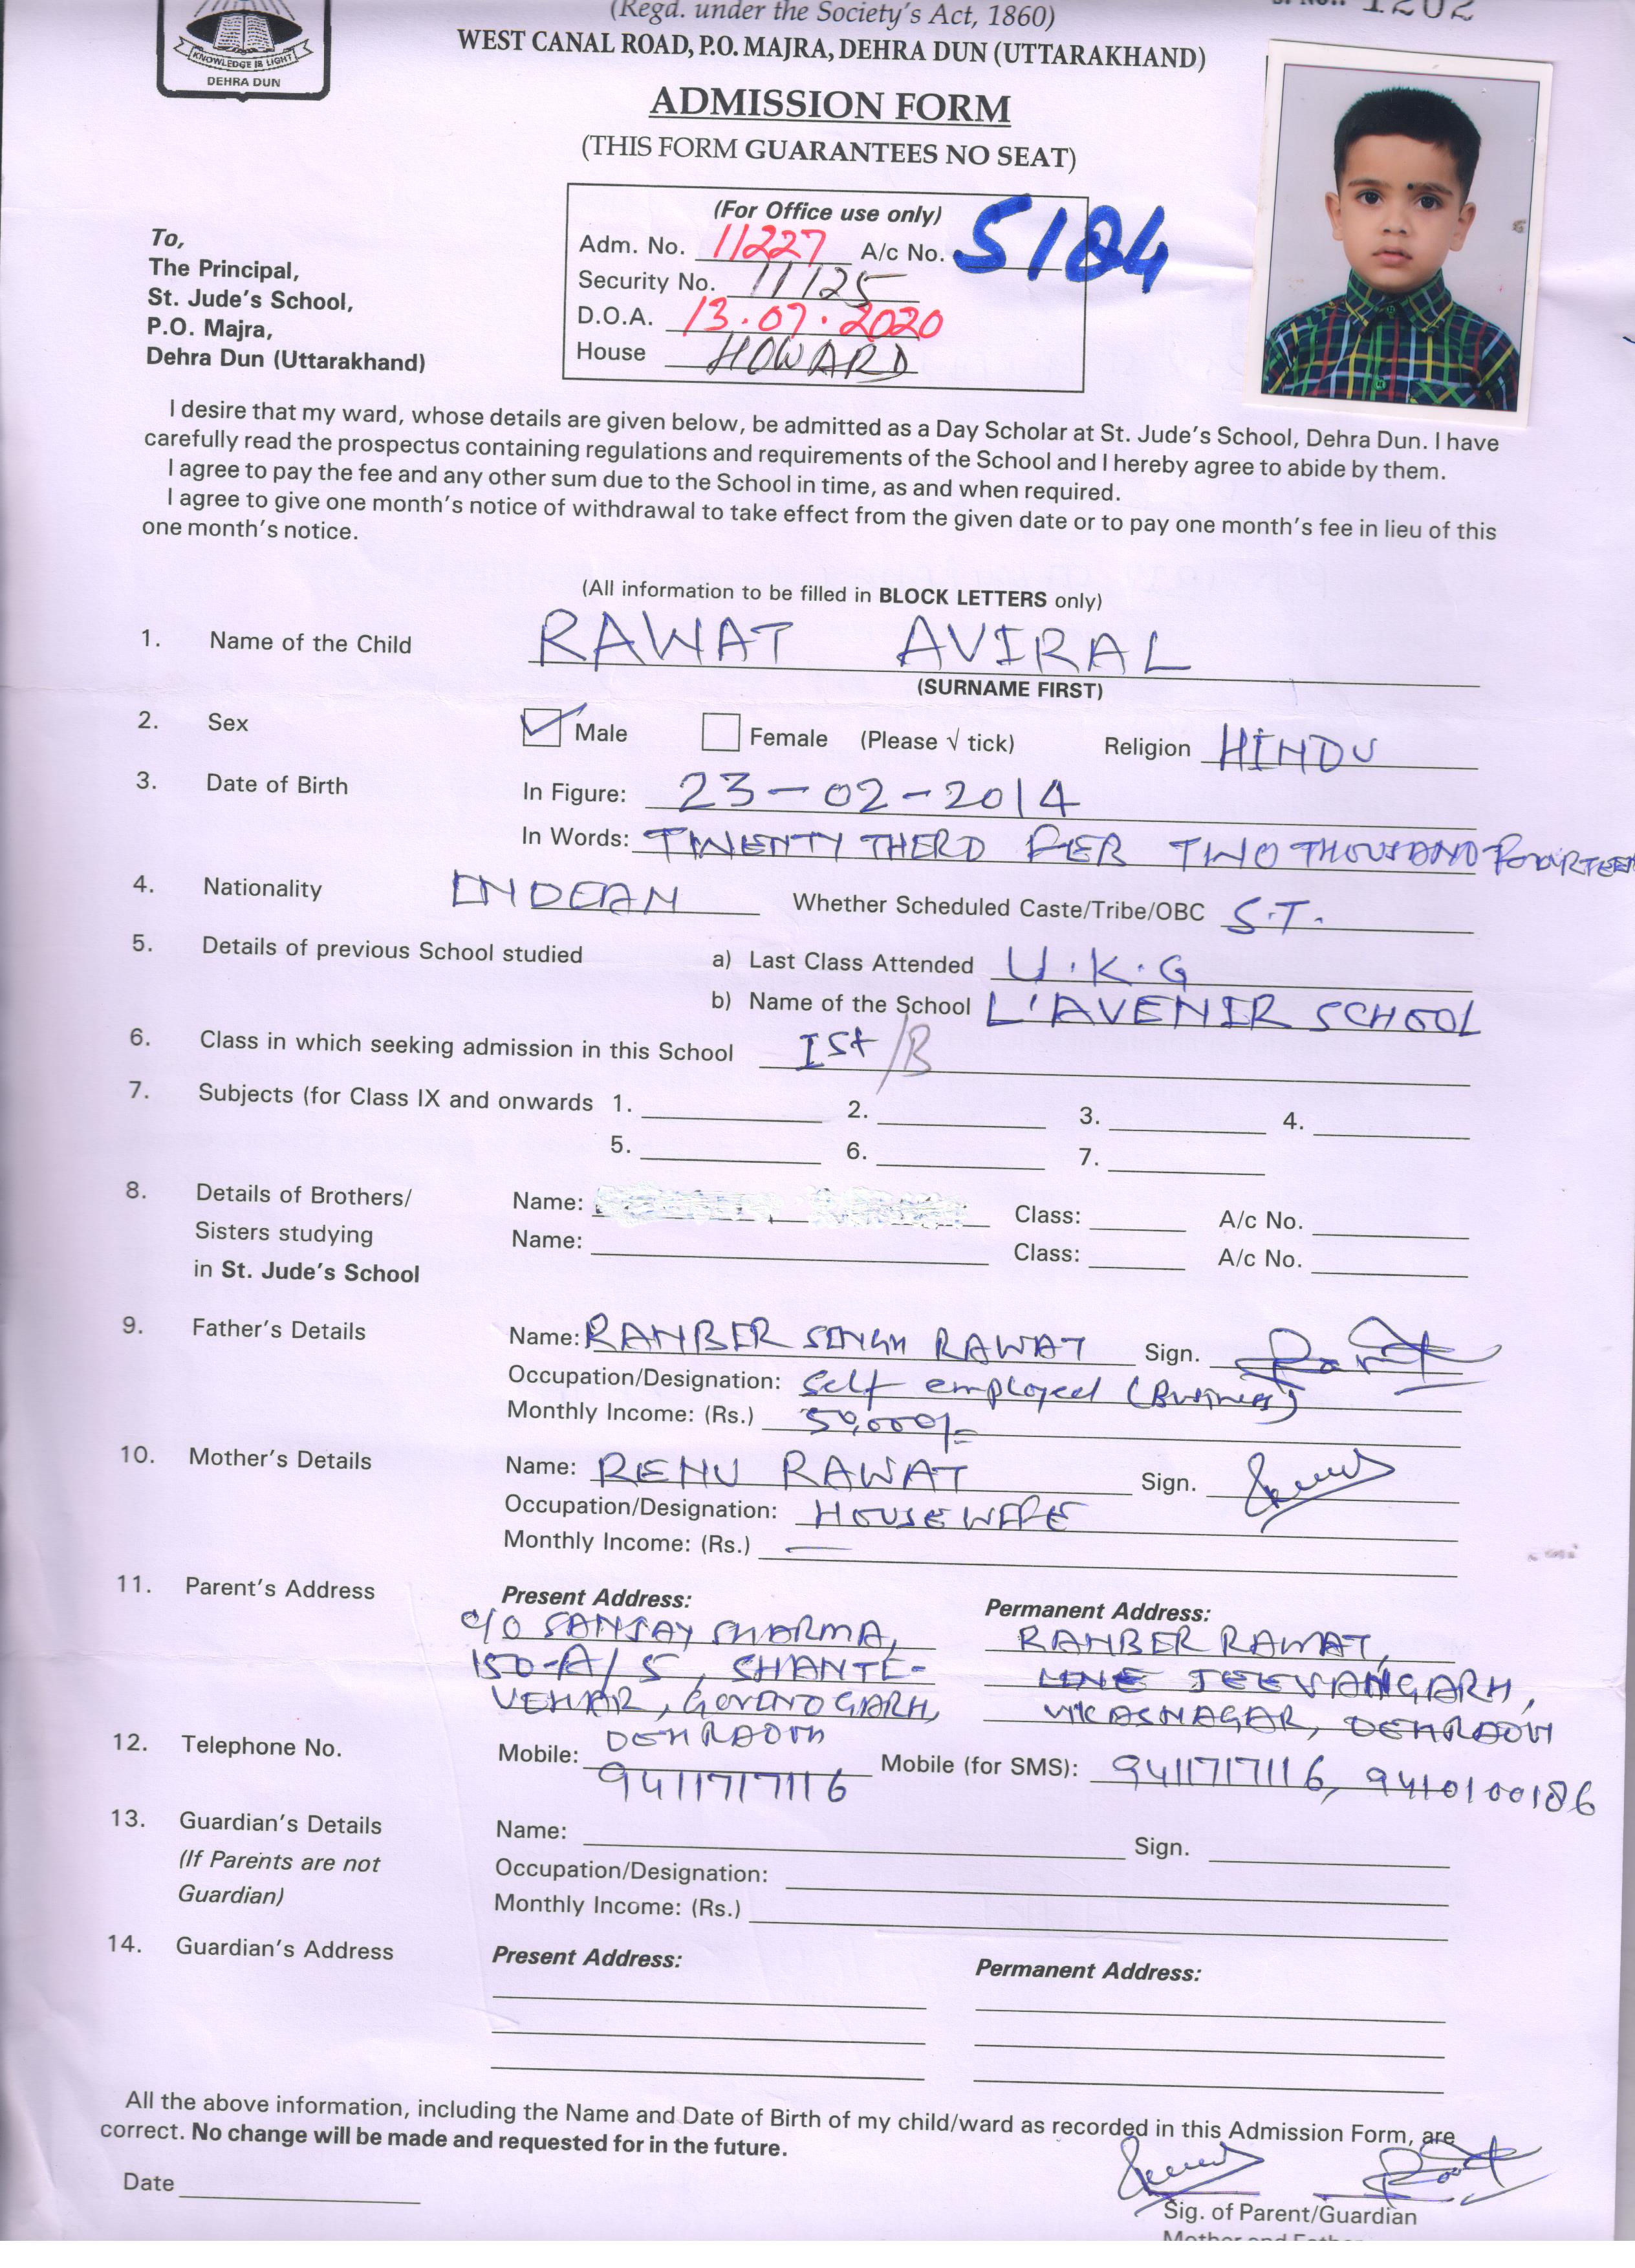 (Regd. under the Society's Act, 1860)
1202
WEST CANAL ROAD, P.O. MAJRA, DEHRA DUN (UTTARAKHAND)
KNOWLEDGE IS LIGHT
DEHRA DUN
ADMISSION FORM
(THIS FORM GUARANTEES NO SEAT)
(For Office use only)
Adm. No. 11227 A/c No. 5184
Security No. 11125
D.O.A. 13.07.2020
House HOWARD
To,
The Principal,
St. Jude's School,
P.O. Majra,
Dehra Dun (Uttarakhand)
I desire that my ward, whose details are given below, be admitted as a Day Scholar at St. Jude's School, Dehra Dun. I have
carefully read the prospectus containing regulations and requirements of the School and I hereby agree to abide by them.
I agree to pay the fee and any other sum due to the School in time, as and when required.
I agree to give one month's notice of withdrawal to take effect from the given date or to pay one month's fee in lieu of this
one month's notice.
(All information to be filled in BLOCK LETTERS only)
1. Name of the Child RAWAT AVIRAL
(SURNAME FIRST)
2. Sex Male Female (Please √ tick) Religion HINDU
3. Date of Birth In Figure: 23-02-2014
In Words: TWENTY THERD FEB TWO THOUSAND FOURTEEN
4. Nationality INDEAN Whether Scheduled Caste/Tribe/OBC S.T.
5. Details of previous School studied a) Last Class Attended U.K.G
b) Name of the School L'AVENIR SCHOOL
6. Class in which seeking admission in this School Ist /B
7. Subjects (for Class IX and onwards 1. 2. 3. 4.
5. 6. 7.
8. Details of Brothers/ Name: Class: A/c No.
Sisters studying Name: Class: A/c No.
in St. Jude's School
9. Father's Details Name: RANBER SINGH RAWAT Sign.
Occupation/Designation: Self employed (Business)
Monthly Income: (Rs.) 50,000/-
10. Mother's Details Name: RENU RAWAT Sign.
Occupation/Designation: HOUSEWIFE
Monthly Income: (Rs.) —
11. Parent's Address Present Address: Permanent Address:
C/O SANJAY SHARMA, RANBER RAWAT,
150-A/5, SHANTE- LINE JEEVANGARH,
VEHAR, GOVIND GARH, VIKASNAGAR, DEHRADUN
DEHRADUN
12. Telephone No. Mobile: 9411717116 Mobile (for SMS): 9411717116, 9410100186
13. Guardian's Details Name: Sign.
(If Parents are not Occupation/Designation:
Guardian) Monthly Income: (Rs.)
14. Guardian's Address Present Address: Permanent Address:
All the above information, including the Name and Date of Birth of my child/ward as recorded in this Admission Form, are
correct. No change will be made and requested for in the future.
Date
Sig. of Parent/Guardian